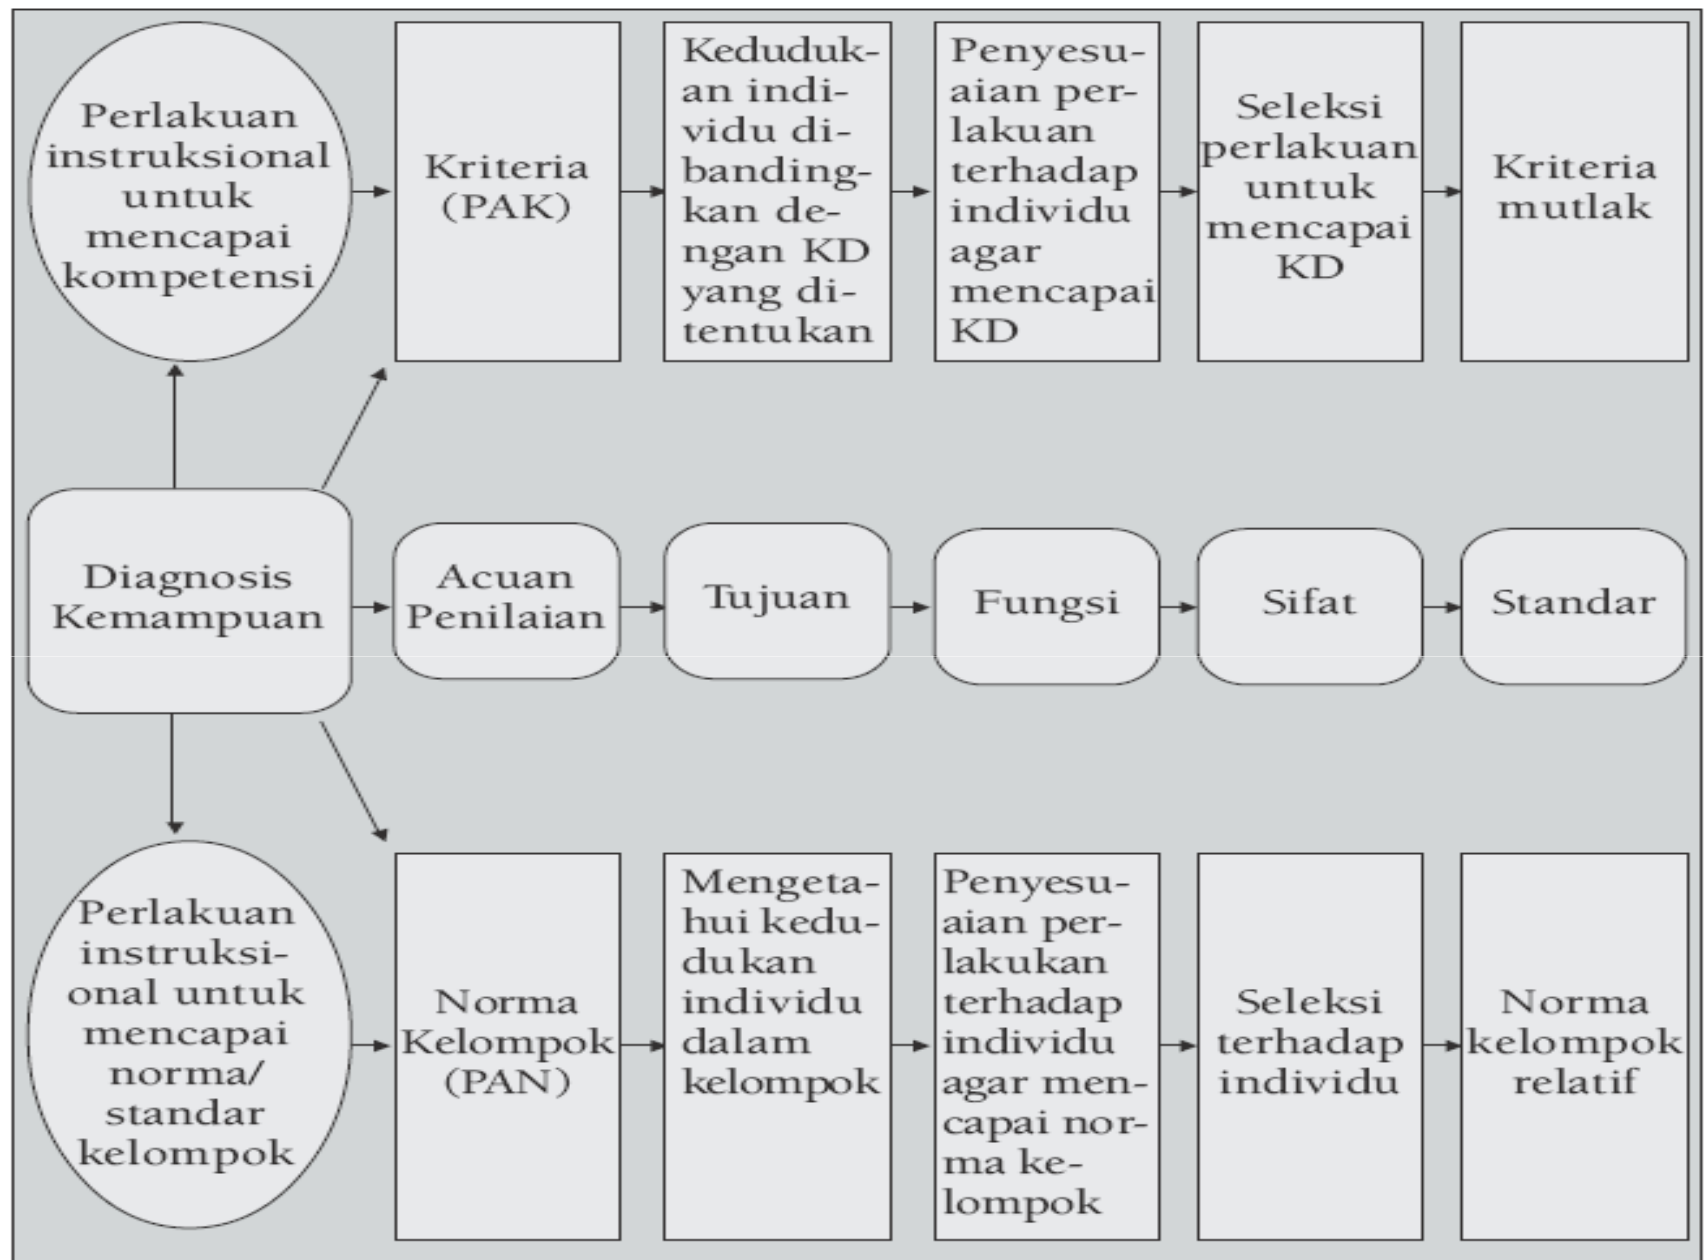 Perlakuan
instruksional
untuk
mencapai
kompetensi
Kriteria
(PAK)
Keduduk-
an indi-
vidu di-
banding-
kan de-
ngan KD
yang di-
tentukan
Penyesu-
aian per-
lakuan
terhadap
individu
agar
mencapai
KD
Seleksi
perlakuan
untuk
mencapai
KD
Kriteria
mutlak
Diagnosis
Kemampuan
Acuan
Penilaian
Tujuan
Fungsi
Sifat
Standar
Perlakuan
instruksi-
onal untuk
mencapai
norma/
standar
kelompok
Norma
Kelompok
(PAN)
Mengeta-
hui kedu-
dukan
individu
dalam
kelompok
Penyesu-
aian per-
lakukan
terhadap
individu
agar men-
capai nor-
ma ke-
lompok
Seleksi
terhadap
individu
Norma
kelompok
relatif